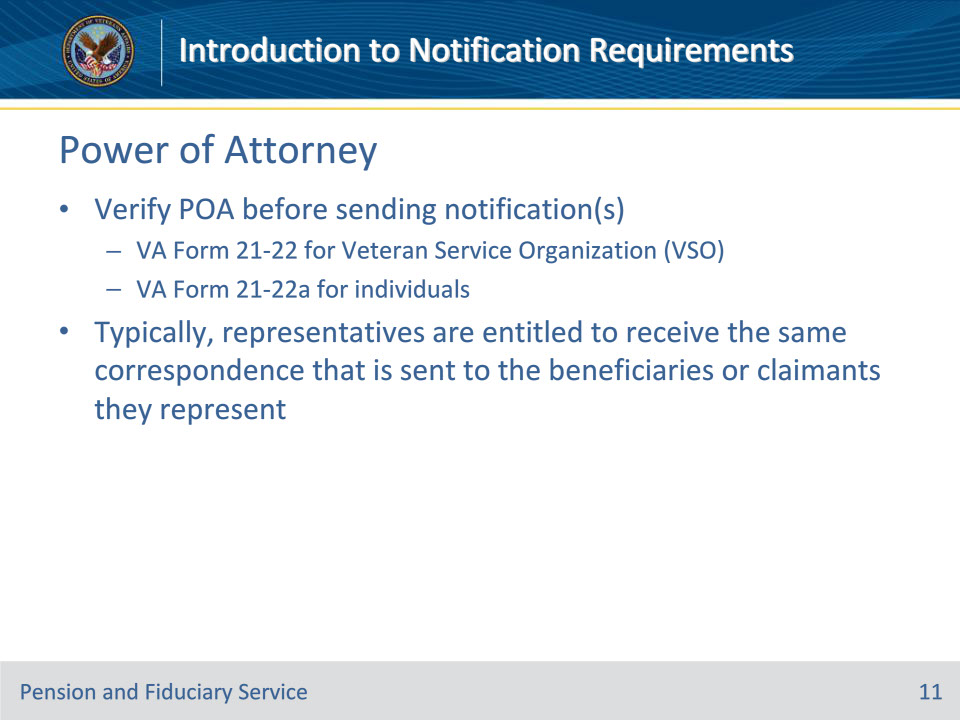 Introduction to Notification Requirements
Power of Attorney
• Verify POA before sending notification(s)
– VA Form 21-22 for Veteran Service Organization (VSO)
– VA Form 21-22a for individuals
• Typically, representatives are entitled to receive the same
correspondence that is sent to the beneficiaries or claimants
they represent
Pension and Fiduciary Service
11